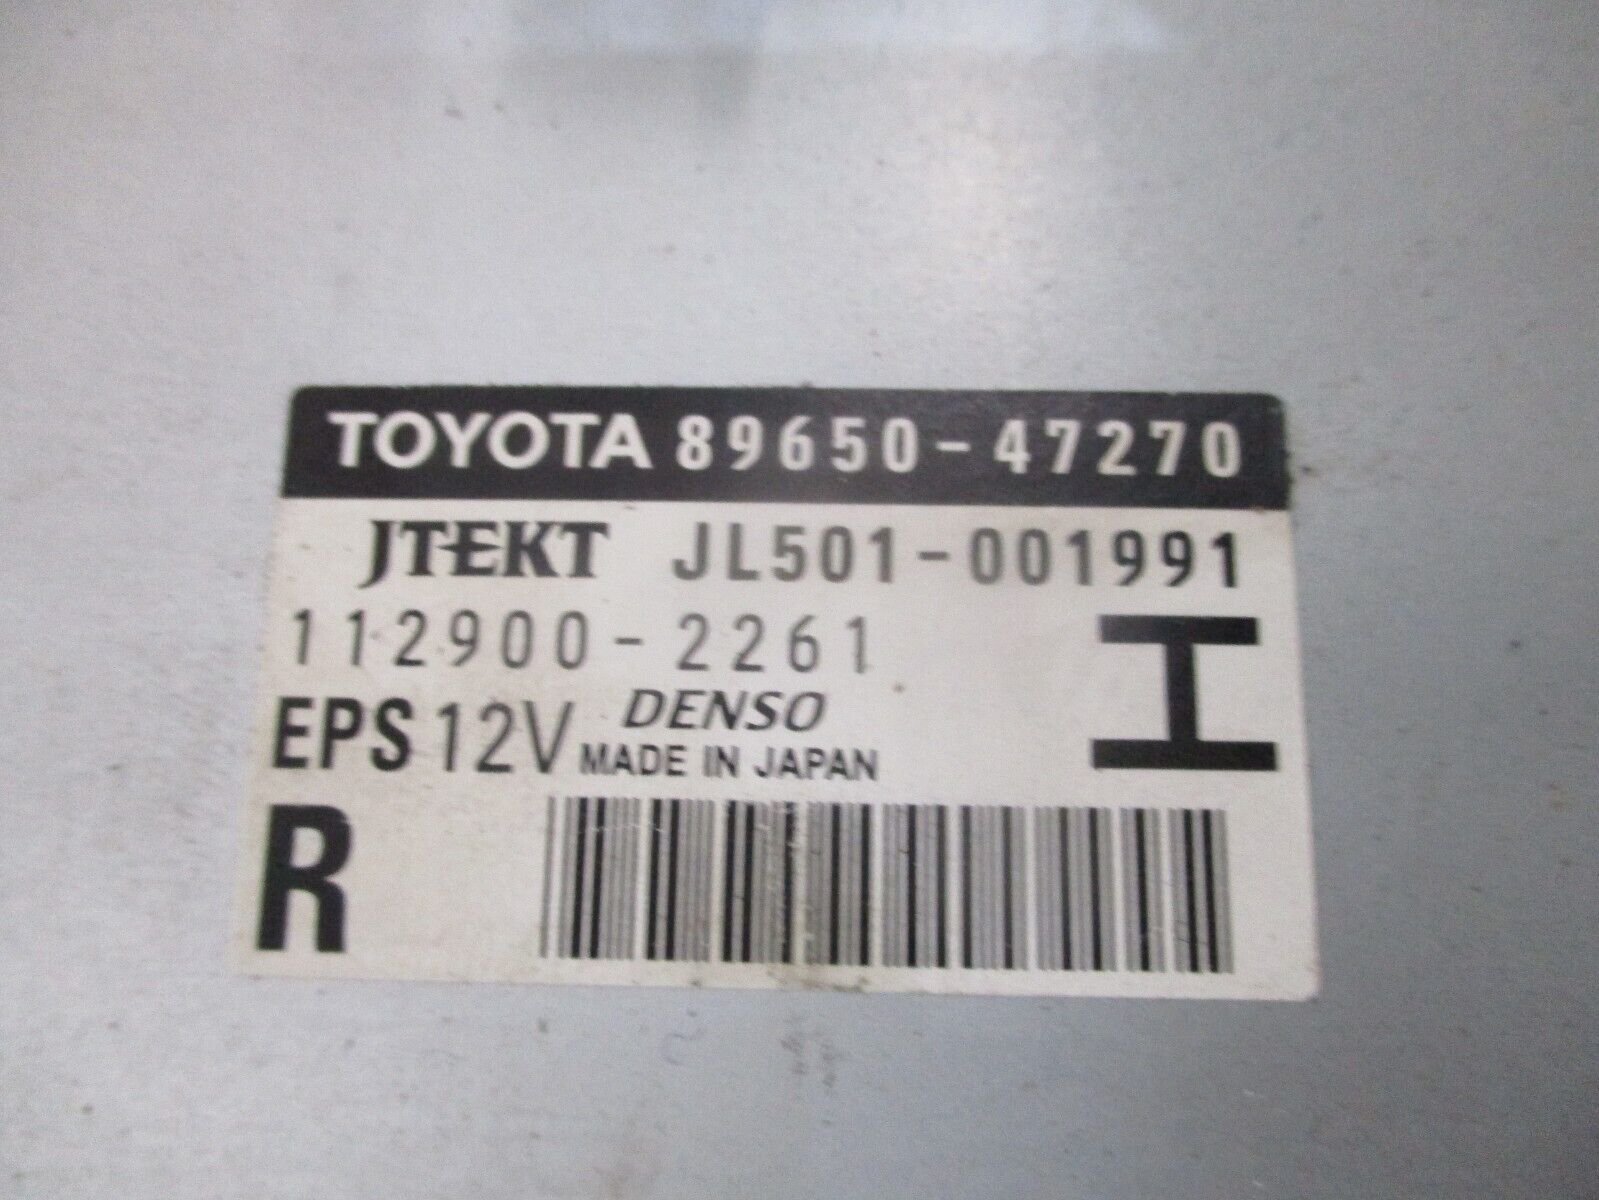 TOYOTA 89650-47270
JTEKT JL501-001991
112900-2261
EPS 12V DENSO
MADE IN JAPAN
H
R